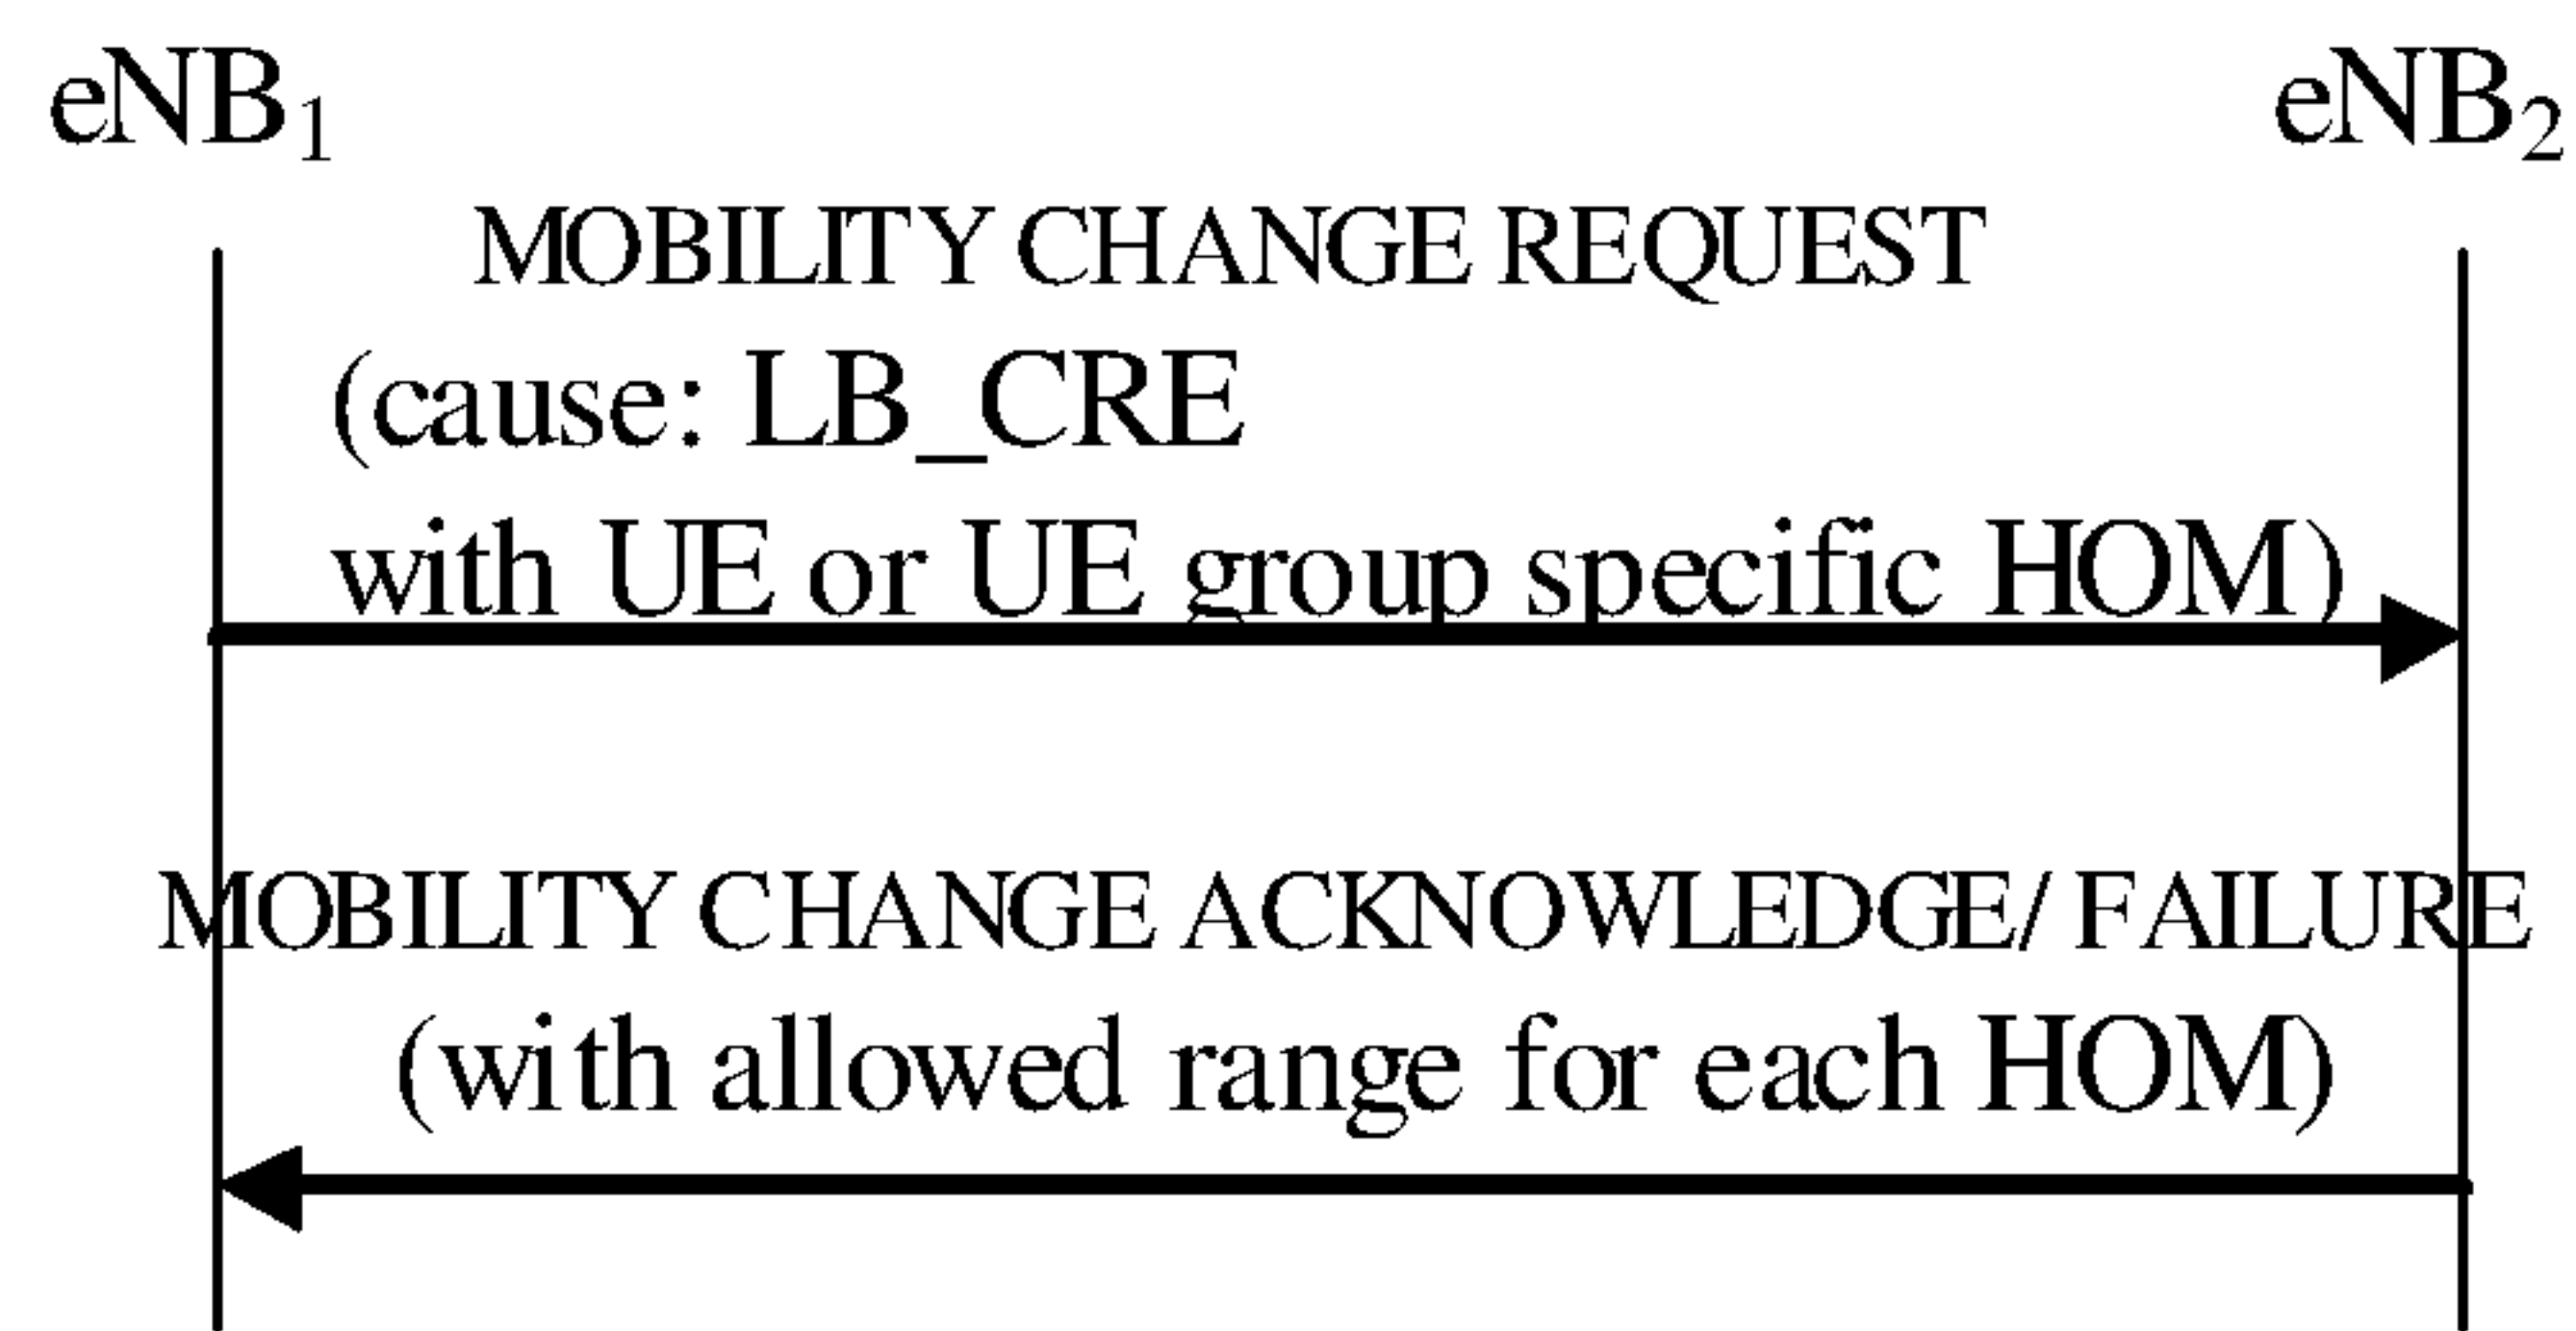 eNB₁ eNB₂
MOBILITY CHANGE REQUEST
(cause: LB_CRE
with UE or UE group specific HOM)
MOBILITY CHANGE ACKNOWLEDGE/ FAILURE
(with allowed range for each HOM)